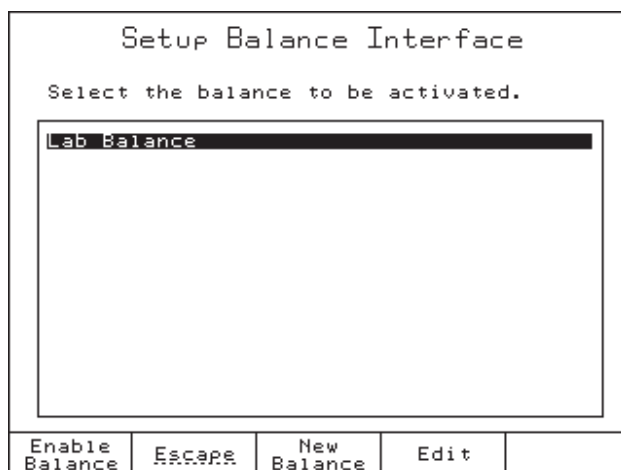 Setup Balance Interface
Select the balance to be activated.
Lab Balance
Enable Balance
Escape
New Balance
Edit